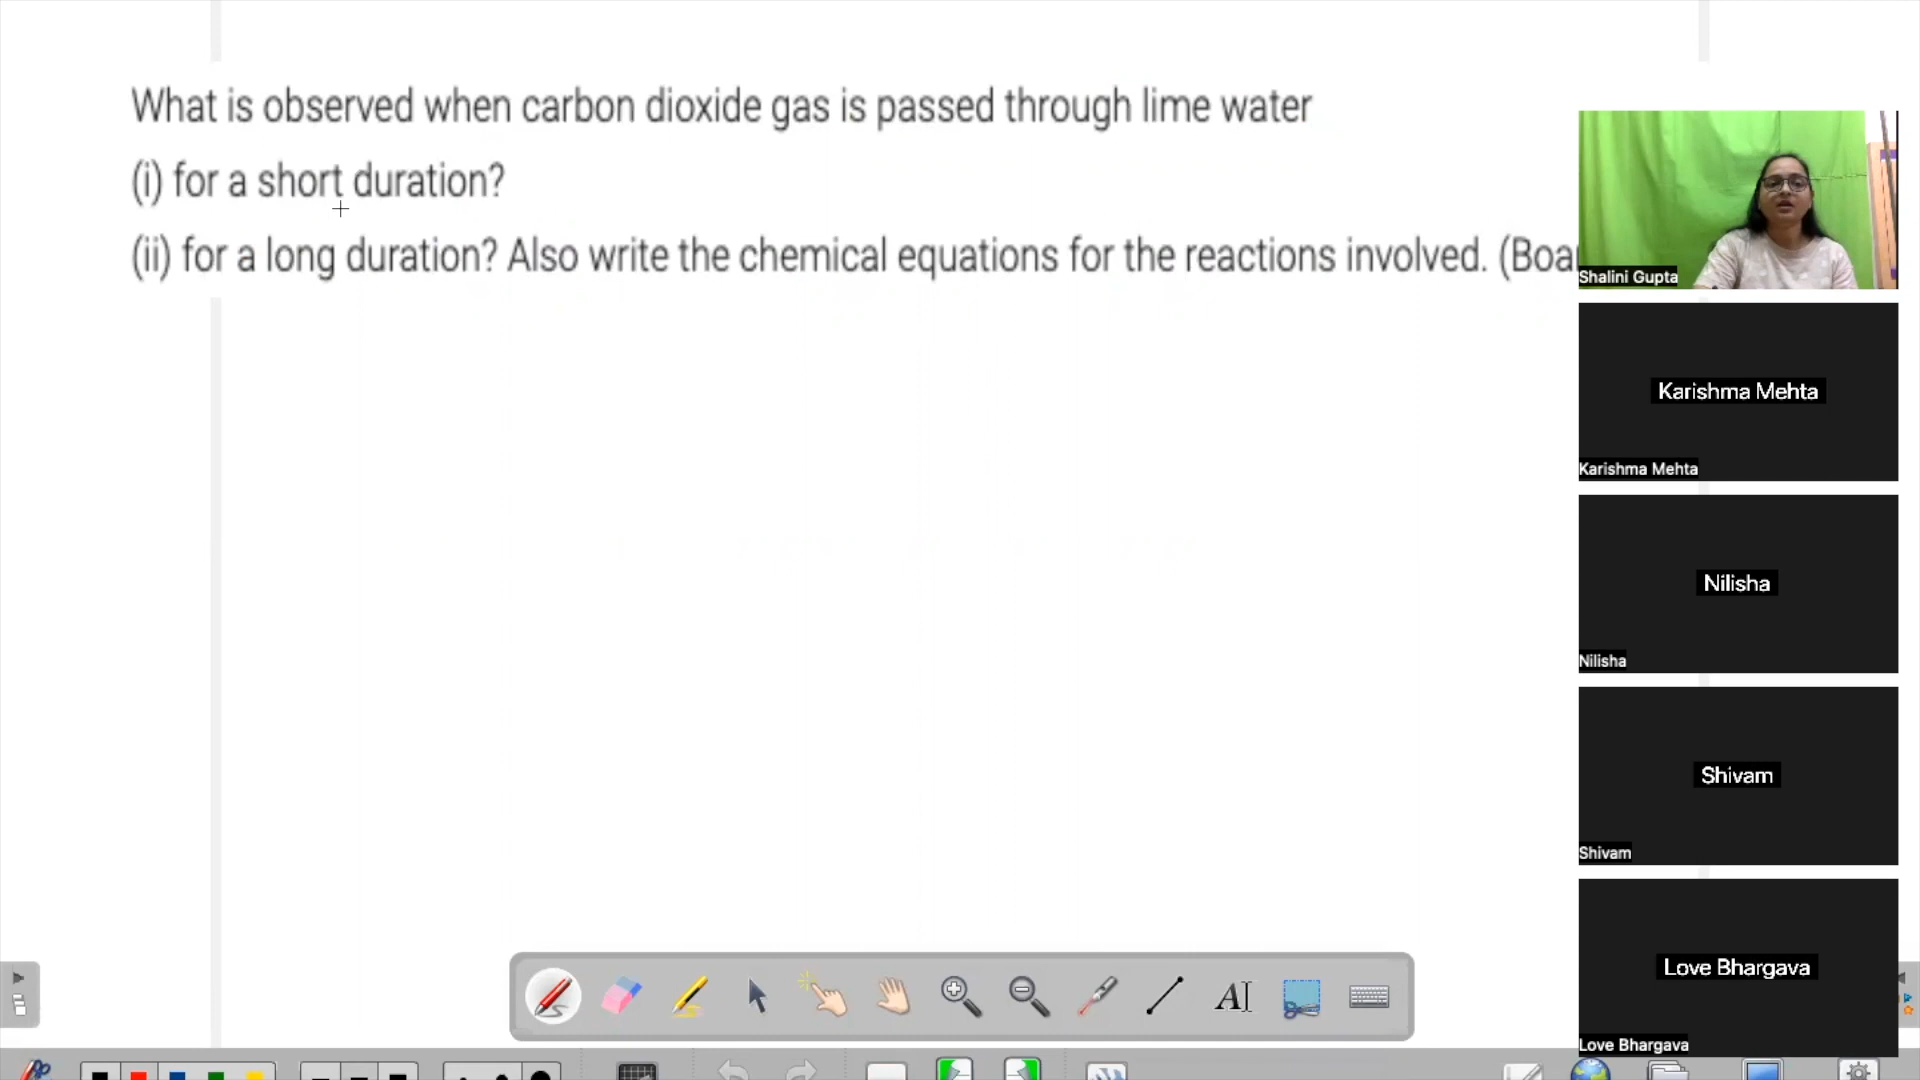 What is observed when carbon dioxide gas is passed through lime water
(i) for a short duration?
(ii) for a long duration? Also write the chemical equations for the reactions involved.
Shalini Gupta
Karishma Mehta
Karishma Mehta
Nilisha
Nilisha
Shivam
Shivam
Love Bhargava
Love Bhargava